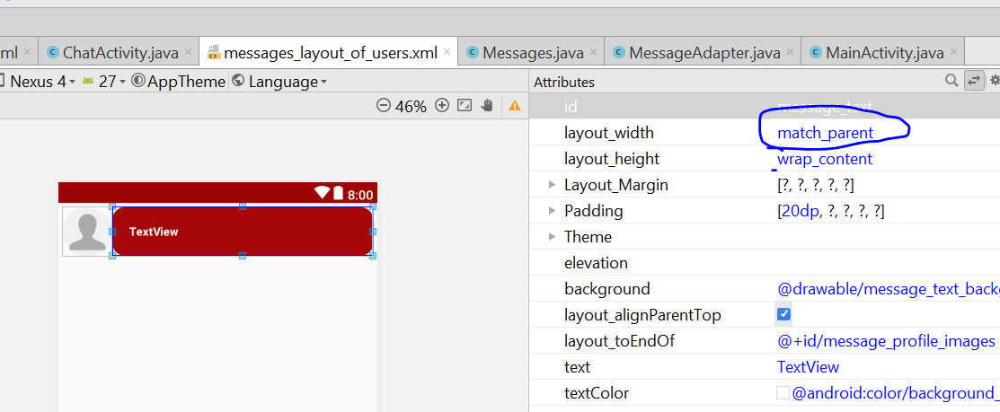 ml ChatActivity.java messages_layout_of_users.xml Messages.java MessageAdapter.java MainActivity.java
Nexus 4 27 AppTheme Language
46%
8:00
TextView
Attributes
id message_text
layout_width match_parent
layout_height wrap_content
Layout_Margin [?, ?, ?, ?, ?]
Padding [20dp, ?, ?, ?, ?]
Theme
elevation
background @drawable/message_text_back
layout_alignParentTop
layout_toEndOf @+id/message_profile_images
text TextView
textColor @android:color/background_